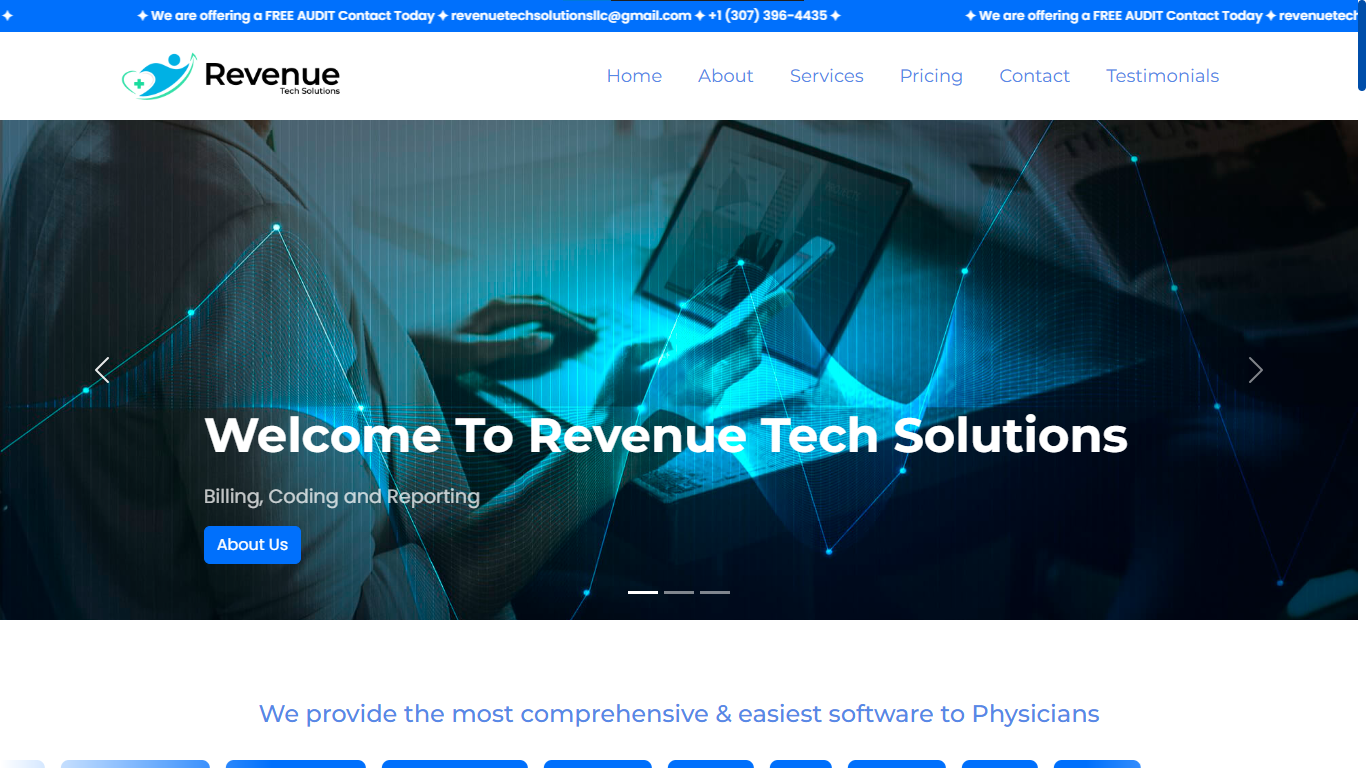 ✦
✦ We are offering a FREE AUDIT Contact Today ✦ revenuetechsolutionsllc@gmail.com ✦ +1 (307) 396-4435 ✦
✦ We are offering a FREE AUDIT Contact Today ✦ revenuetech
Revenue
Tech Solutions
Home About Services Pricing Contact Testimonials
Welcome To Revenue Tech Solutions
Billing, Coding and Reporting
About Us
We provide the most comprehensive & easiest software to Physicians